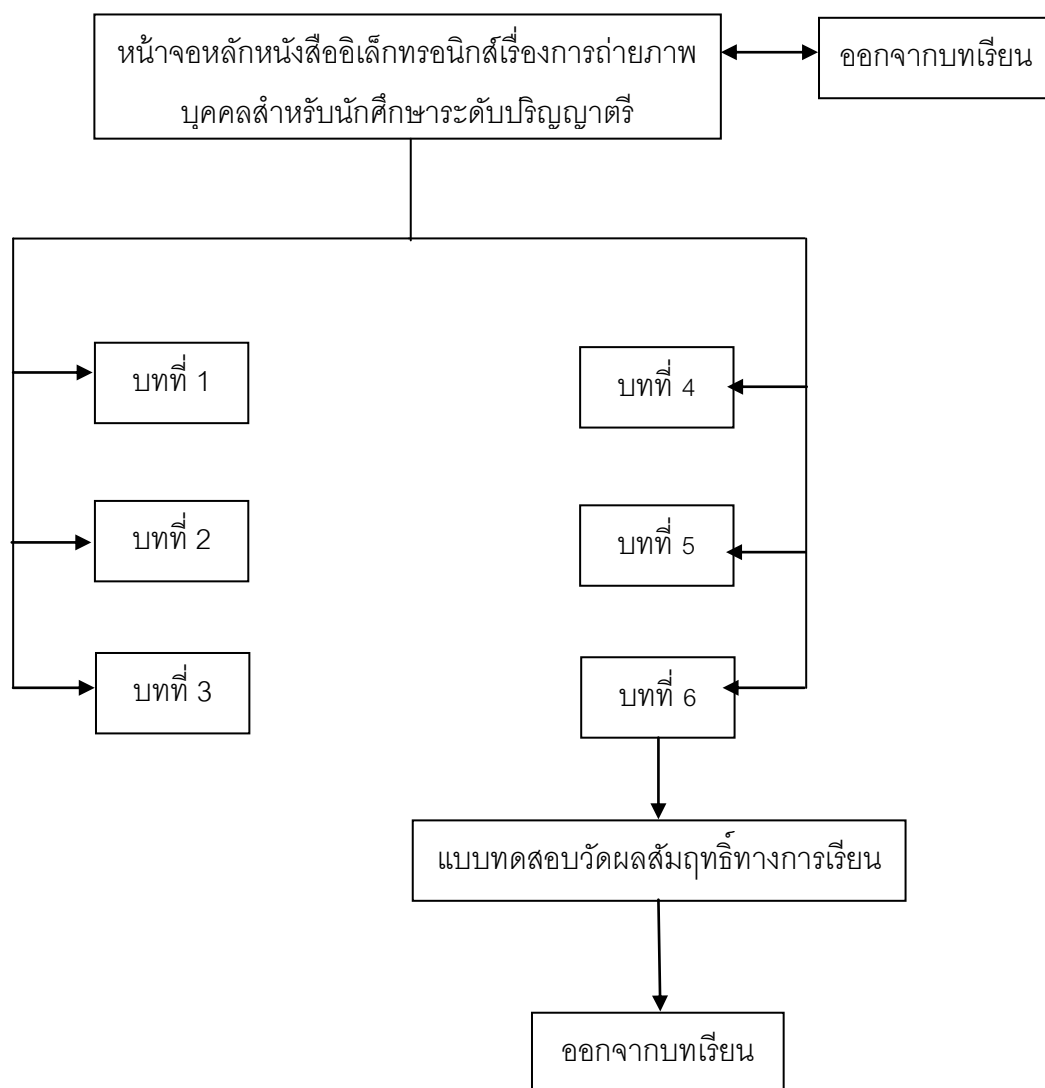 หน้าจอหลักหนังสืออิเล็กทรอนิกส์เรื่องการถ่ายภาพ
บุคคลสำหรับนักศึกษาระดับปริญญาตรี
ออกจากบทเรียน
บทที่ 1
บทที่ 4
บทที่ 2
บทที่ 5
บทที่ 3
บทที่ 6
แบบทดสอบวัดผลสัมฤทธิ์ทางการเรียน
ออกจากบทเรียน